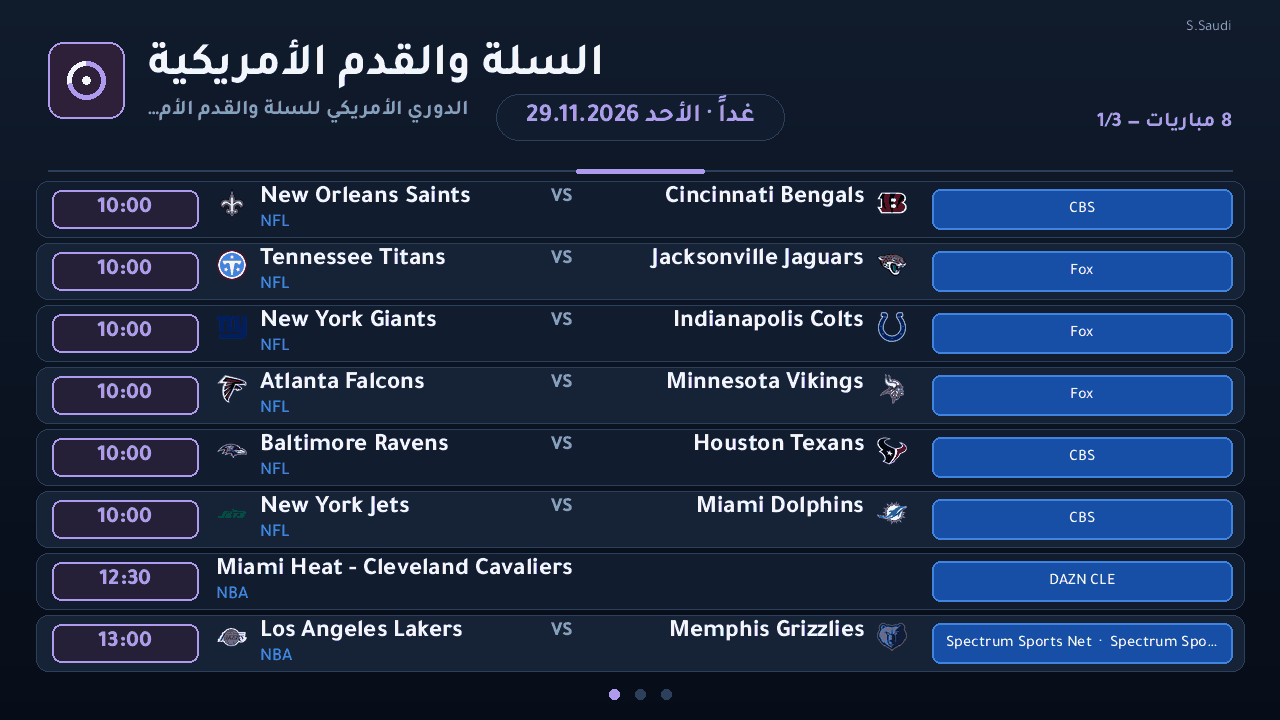 S.Saudi
السلة والقدم الأمريكية
الدوري الأمريكي للسلة والقدم الأم...
غداً · الأحد 29.11.2026
8 مباريات – 1/3
10:00 New Orleans Saints VS Cincinnati Bengals CBS
NFL
10:00 Tennessee Titans VS Jacksonville Jaguars Fox
NFL
10:00 New York Giants VS Indianapolis Colts Fox
NFL
10:00 Atlanta Falcons VS Minnesota Vikings Fox
NFL
10:00 Baltimore Ravens VS Houston Texans CBS
NFL
10:00 New York Jets VS Miami Dolphins CBS
NFL
12:30 Miami Heat - Cleveland Cavaliers DAZN CLE
NBA
13:00 Los Angeles Lakers VS Memphis Grizzlies Spectrum Sports Net · Spectrum Spo...
NBA